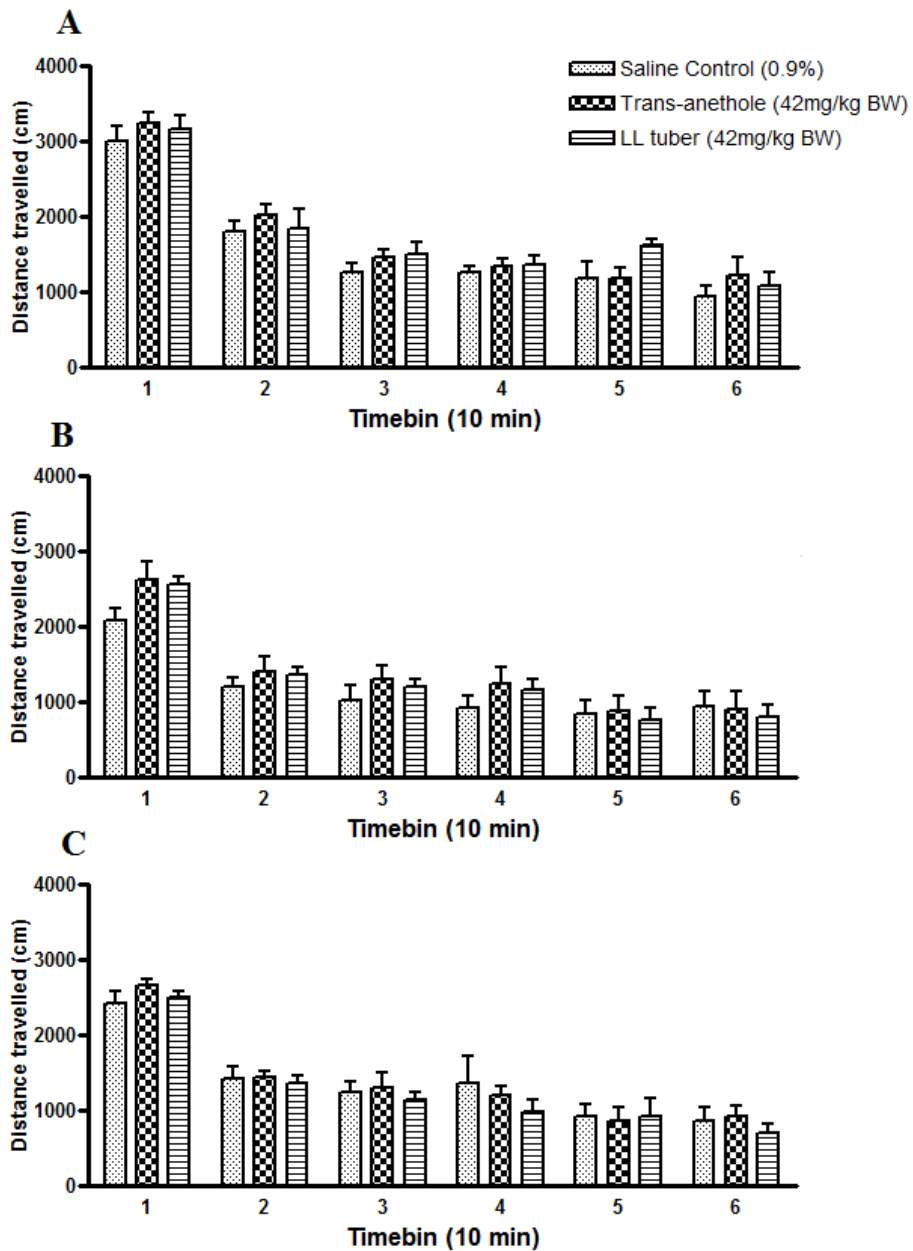 A
Saline Control (0.9%)
Trans-anethole (42mg/kg BW)
LL tuber (42mg/kg BW)
Distance travelled (cm)
4000
3000
2000
1000
0
1 2 3 4 5 6
Timebin (10 min)
B
Distance travelled (cm)
4000
3000
2000
1000
0
1 2 3 4 5 6
Timebin (10 min)
C
Distance travelled (cm)
4000
3000
2000
1000
0
1 2 3 4 5 6
Timebin (10 min)